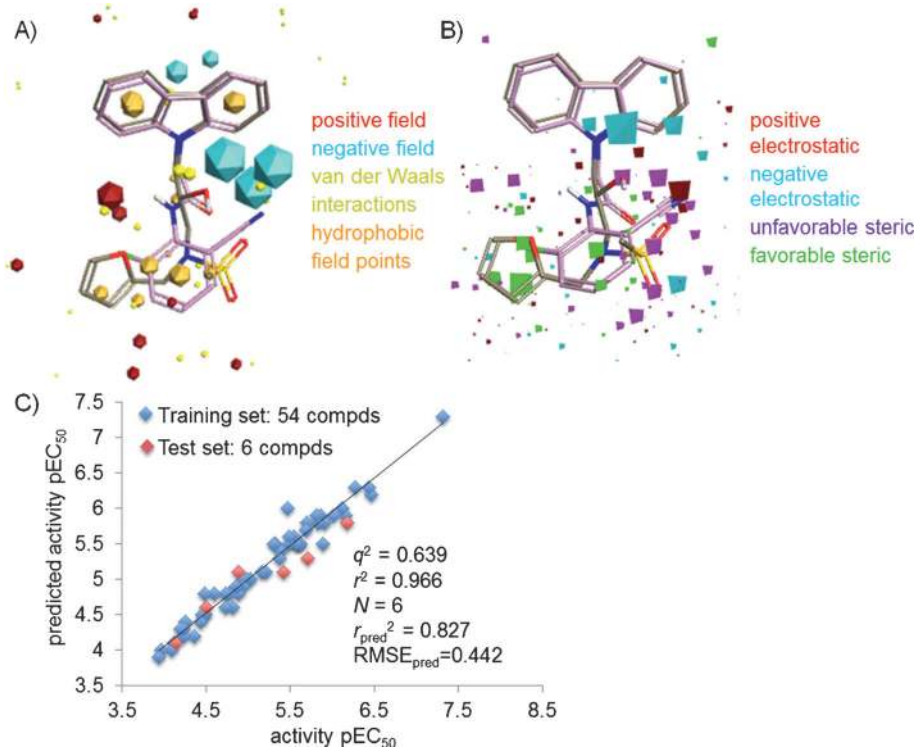 A)
positive field
negative field
van der Waals
interactions
hydrophobic
field points
B)
positive
electrostatic
negative
electrostatic
unfavorable steric
favorable steric
C)
predicted activity pEC50
7.5
7
6.5
6
5.5
5
4.5
4
3.5
Training set: 54 compds
Test set: 6 compds
q² = 0.639
r² = 0.966
N = 6
rpred² = 0.827
RMSEpred=0.442
3.5 4.5 5.5 6.5 7.5 8.5
activity pEC50